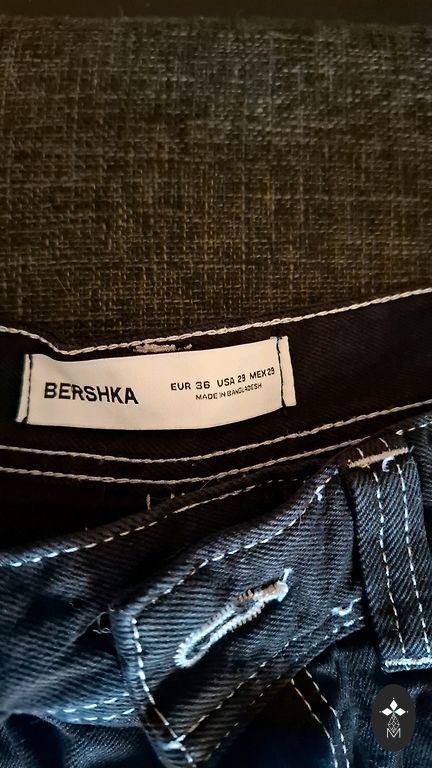 BERSHKA
EUR 36 USA 29 MEX 29
MADE IN BANGLADESH
M